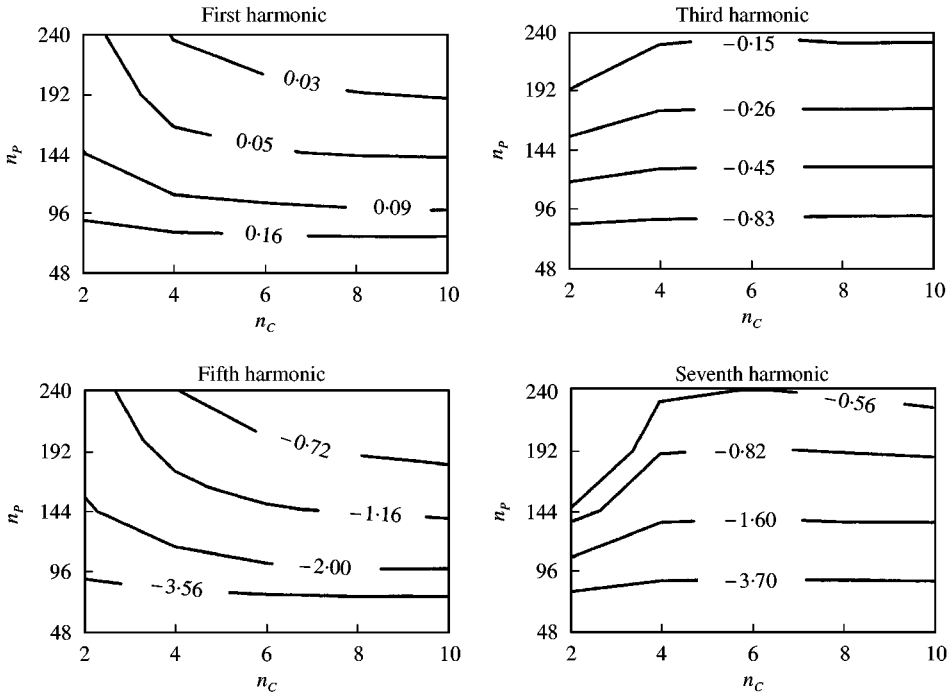 First harmonic
240
192
144
96
48
n_P
0·03
0·05
0·09
0·16
2 4 6 8 10
n_C
Third harmonic
240
192
144
96
48
n_P
−0·15
−0·26
−0·45
−0·83
2 4 6 8 10
n_C
Fifth harmonic
240
192
144
96
48
n_P
−0·72
−1·16
−2·00
−3·56
2 4 6 8 10
n_C
Seventh harmonic
240
192
144
96
48
n_P
−0·56
−0·82
−1·60
−3·70
2 4 6 8 10
n_C